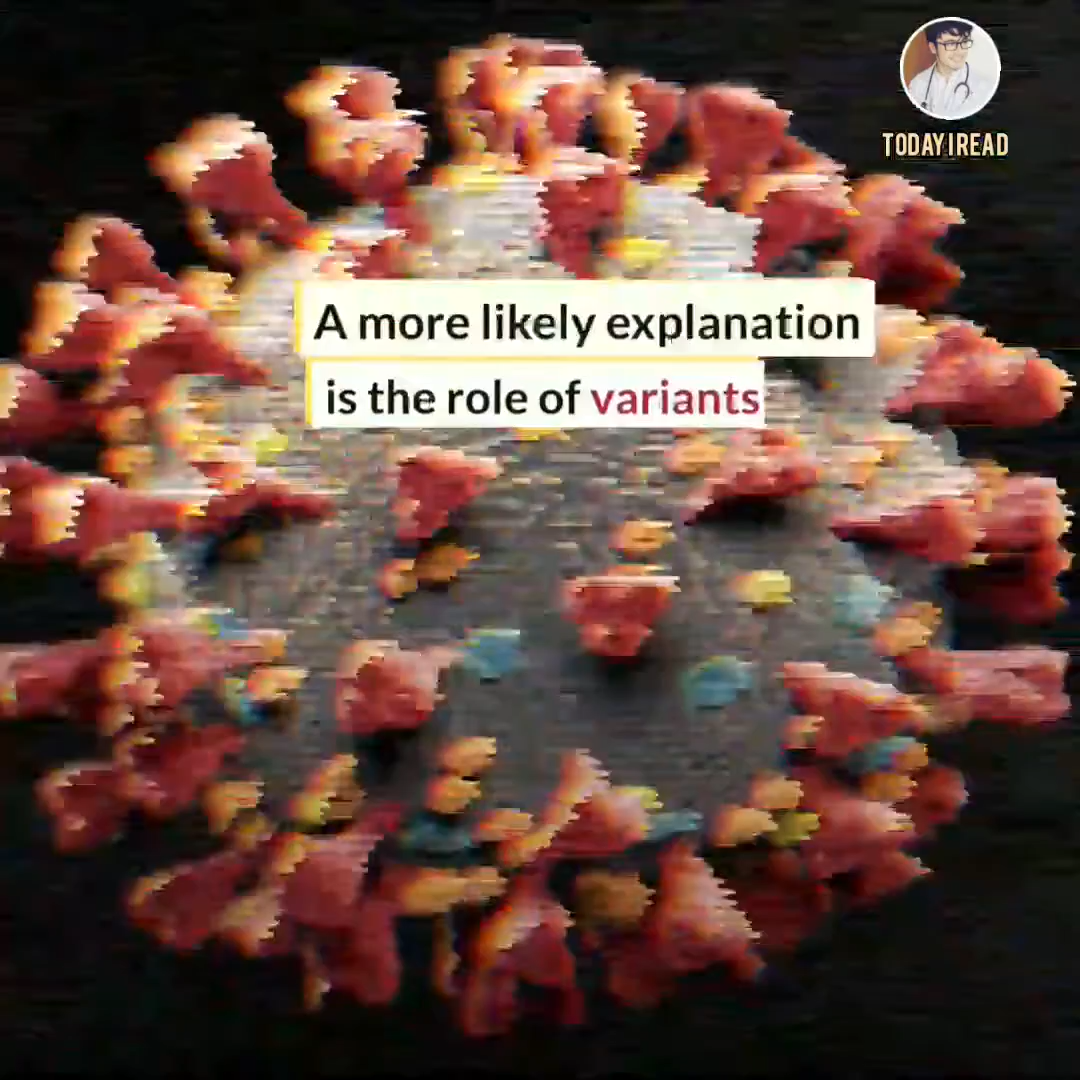 TODAY I READ
A more likely explanation
is the role of variants